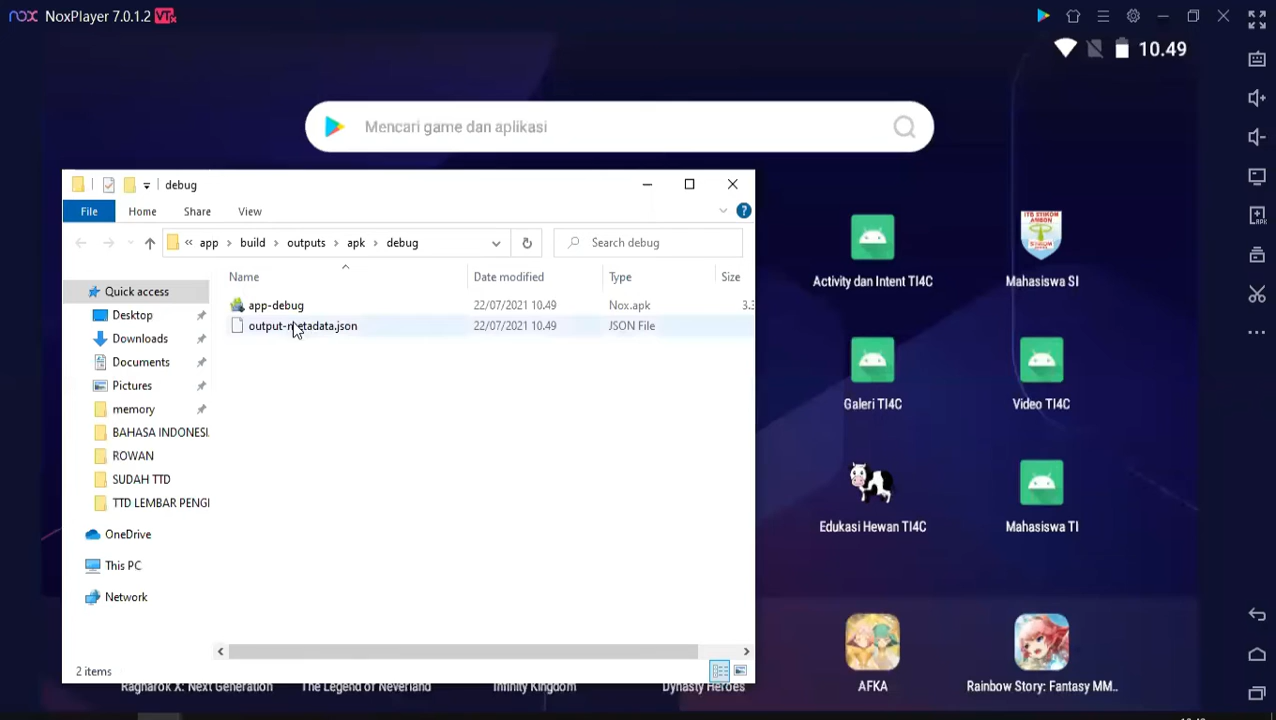 nox NoxPlayer 7.0.1.2 VTx
10.49
Mencari game dan aplikasi
debug
File Home Share View
« app > build > outputs > apk > debug
Search debug
Name Date modified Type Size
app-debug 22/07/2021 10.49 Nox.apk 3.3
output-metadata.json 22/07/2021 10.49 JSON File
Quick access
Desktop
Downloads
Documents
Pictures
memory
BAHASA INDONESI
ROWAN
SUDAH TTD
TTD LEMBAR PENGI
OneDrive
This PC
Network
2 items
Activity dan Intent TI4C
Mahasiswa SI
Galeri TI4C
Video TI4C
Edukasi Hewan TI4C
Mahasiswa TI
Ragnarok X: Next Generation
The Legend of Neverland
Infinity Kingdom
Dynasty Heroes
AFKA
Rainbow Story: Fantasy MM..